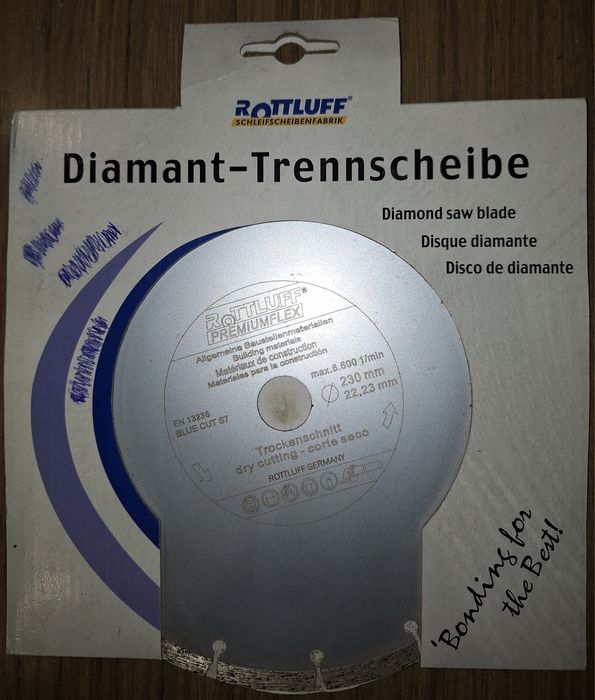 ROTTLUFF®
SCHLEIFSCHEIBENFABRIK
Diamant-Trennscheibe
Diamond saw blade
Disque diamante
Disco de diamante
ROTTLUFF®
PREMIUMFLEX
Allgemeine Baustellenmaterialien
Building materials
Matériaux de construction
Materiales para la construción
max.6.600 1/min
230 mm
22,23 mm
EN 13236
BLUE CUT S7
Trockenschnitt
dry cutting - corte seco
ROTTLUFF GERMANY
'Bonding for
the Best!